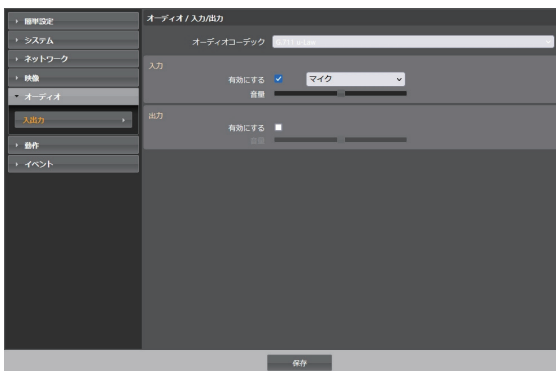 簡単設定
システム
ネットワーク
映像
オーディオ
入出力
動作
イベント
オーディオ / 入力/出力
オーディオコーデック G.711 u-Law
入力
有効にする マイク
音量
出力
有効にする
音量
保存